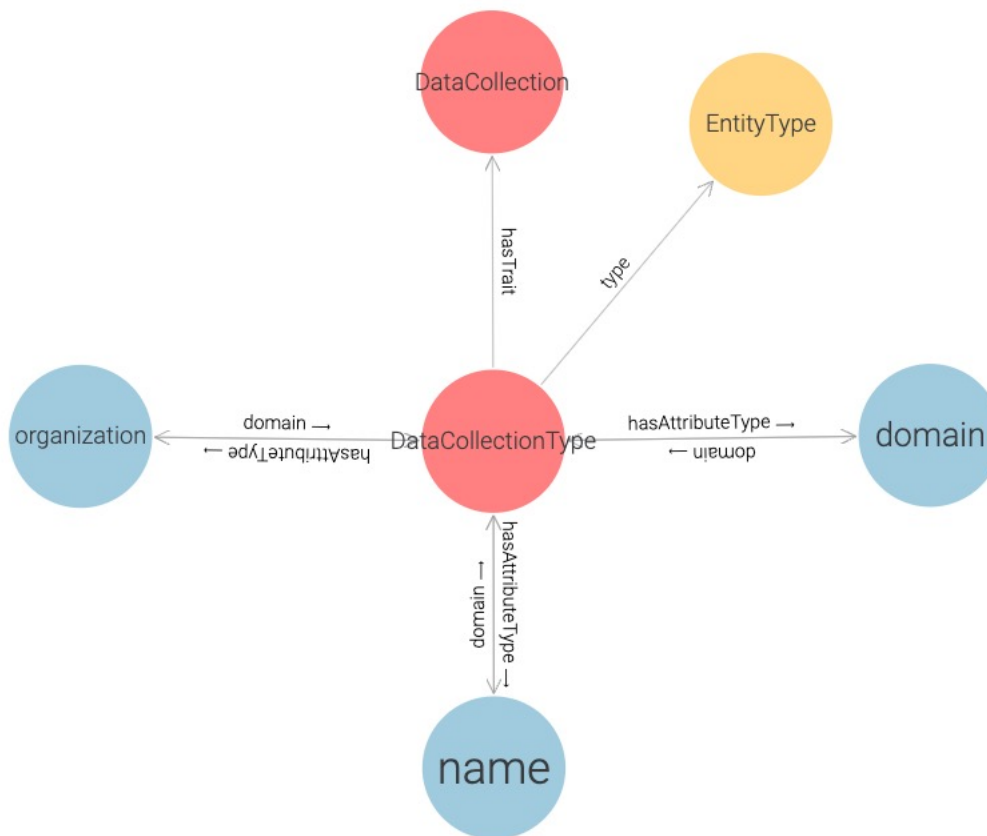 DataCollection
EntityType
hasTrait
type
organization
domain →
hasAttributeType →
DataCollectionType
hasAttributeType →
domain →
domain
hasAttributeType →
domain →
name